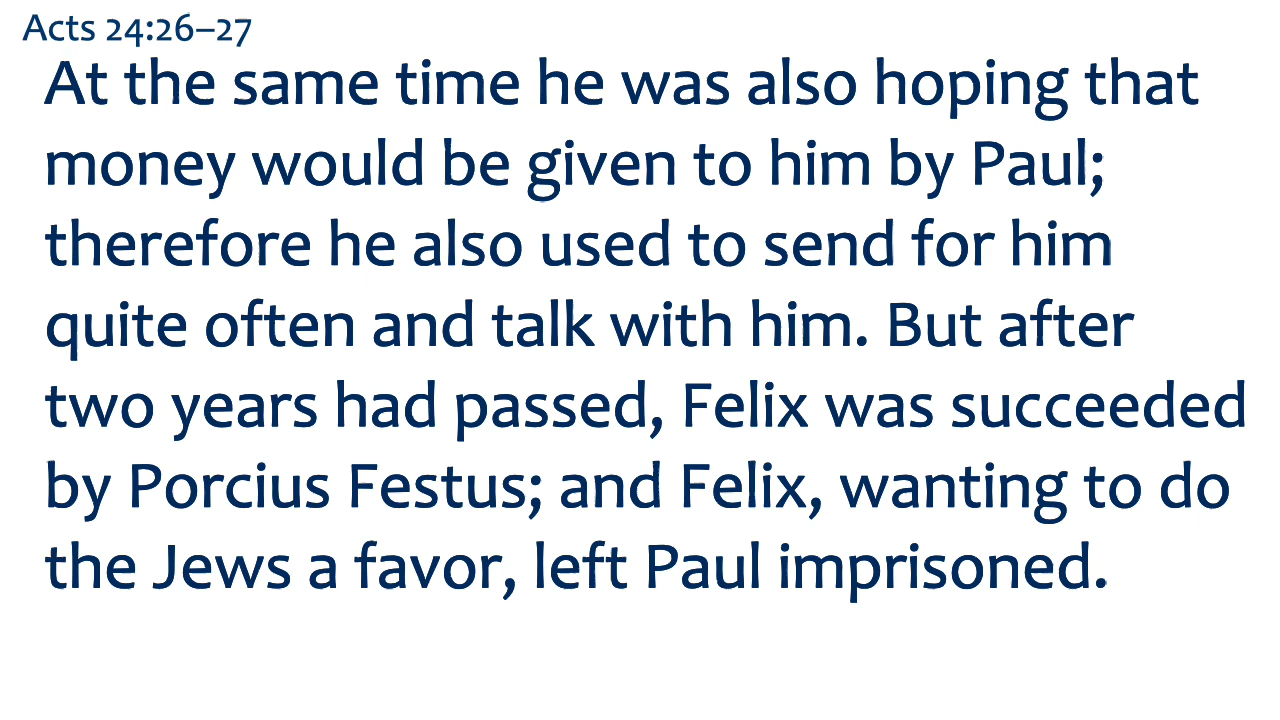 Acts 24:26–27
At the same time he was also hoping that
money would be given to him by Paul;
therefore he also used to send for him
quite often and talk with him. But after
two years had passed, Felix was succeeded
by Porcius Festus; and Felix, wanting to do
the Jews a favor, left Paul imprisoned.